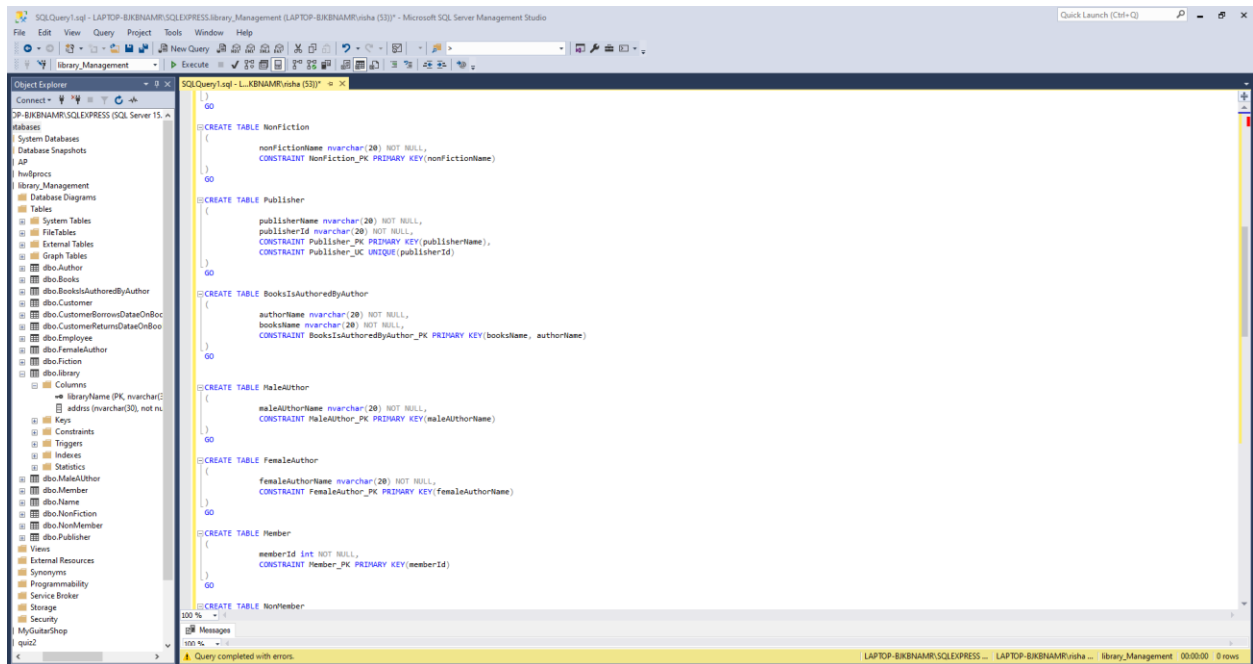 SQLQuery1.sql - LAPTOP-BJKBNAMR\SQLEXPRESS.library_Management (LAPTOP-BJKBNAMR\risha (53))* - Microsoft SQL Server Management Studio
Quick Launch (Ctrl+Q)
File Edit View Query Project Tools Window Help
New Query
library_Management
Execute
Object Explorer
SQLQuery1.sql - L...KBNAMR\risha (53))*
Connect
OP-BJKBNAMR\SQLEXPRESS (SQL Server 15.
atabases
System Databases
Database Snapshots
AP
hw8procs
library_Management
Database Diagrams
Tables
System Tables
FileTables
External Tables
Graph Tables
dbo.Author
dbo.Books
dbo.BooksIsAuthoredByAuthor
dbo.Customer
dbo.CustomerBorrowsDataeOnBoc
dbo.CustomerReturnsDataeOnBoo
dbo.Employee
dbo.FemaleAuthor
dbo.Fiction
dbo.library
Columns
libraryName (PK, nvarchar(3
addrss (nvarchar(30), not nu
Keys
Constraints
Triggers
Indexes
Statistics
dbo.MaleAUthor
dbo.Member
dbo.Name
dbo.NonFiction
dbo.NonMember
dbo.Publisher
Views
External Resources
Synonyms
Programmability
Service Broker
Storage
Security
MyGuitarShop
quiz2
)
GO
CREATE TABLE NonFiction
(
nonFictionName nvarchar(20) NOT NULL,
CONSTRAINT NonFiction_PK PRIMARY KEY(nonFictionName)
)
GO
CREATE TABLE Publisher
(
publisherName nvarchar(20) NOT NULL,
publisherId nvarchar(20) NOT NULL,
CONSTRAINT Publisher_PK PRIMARY KEY(publisherName),
CONSTRAINT Publisher_UC UNIQUE(publisherId)
)
GO
CREATE TABLE BooksIsAuthoredByAuthor
(
authorName nvarchar(20) NOT NULL,
booksName nvarchar(20) NOT NULL,
CONSTRAINT BooksIsAuthoredByAuthor_PK PRIMARY KEY(booksName, authorName)
)
GO
CREATE TABLE MaleAUthor
(
maleAUthorName nvarchar(20) NOT NULL,
CONSTRAINT MaleAUthor_PK PRIMARY KEY(maleAUthorName)
)
GO
CREATE TABLE FemaleAuthor
(
femaleAuthorName nvarchar(20) NOT NULL,
CONSTRAINT FemaleAuthor_PK PRIMARY KEY(femaleAuthorName)
)
GO
CREATE TABLE Member
(
memberId int NOT NULL,
CONSTRAINT Member_PK PRIMARY KEY(memberId)
)
GO
CREATE TABLE NonMember
100 %
Messages
100 %
Query completed with errors.
LAPTOP-BJKBNAMR\SQLEXPRESS ... LAPTOP-BJKBNAMR\risha ... library_Management 00:00:00 0 rows